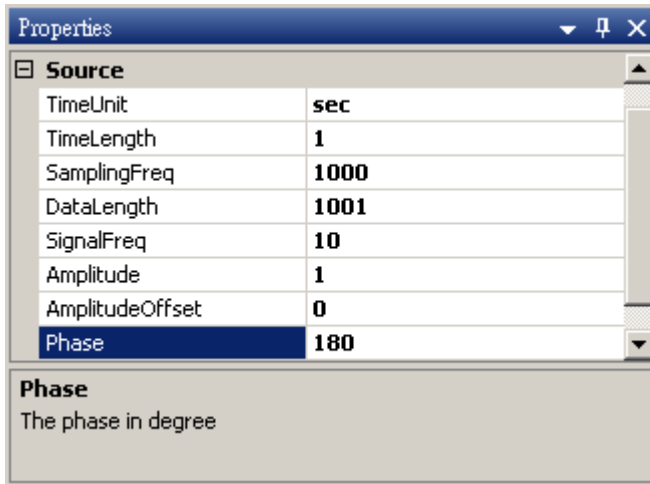 Properties
Source
TimeUnit sec
TimeLength 1
SamplingFreq 1000
DataLength 1001
SignalFreq 10
Amplitude 1
AmplitudeOffset 0
Phase 180
Phase
The phase in degree